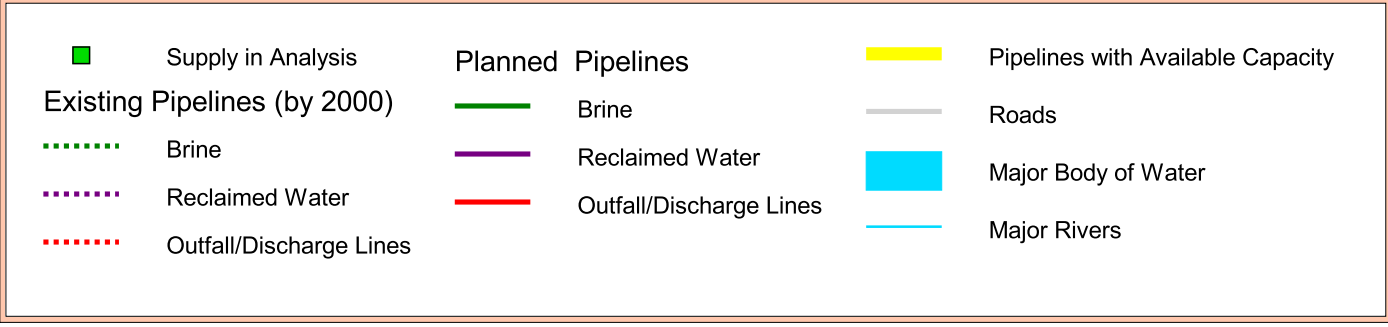 Supply in Analysis
Existing Pipelines (by 2000)
Brine
Reclaimed Water
Outfall/Discharge Lines
Planned Pipelines
Brine
Reclaimed Water
Outfall/Discharge Lines
Pipelines with Available Capacity
Roads
Major Body of Water
Major Rivers